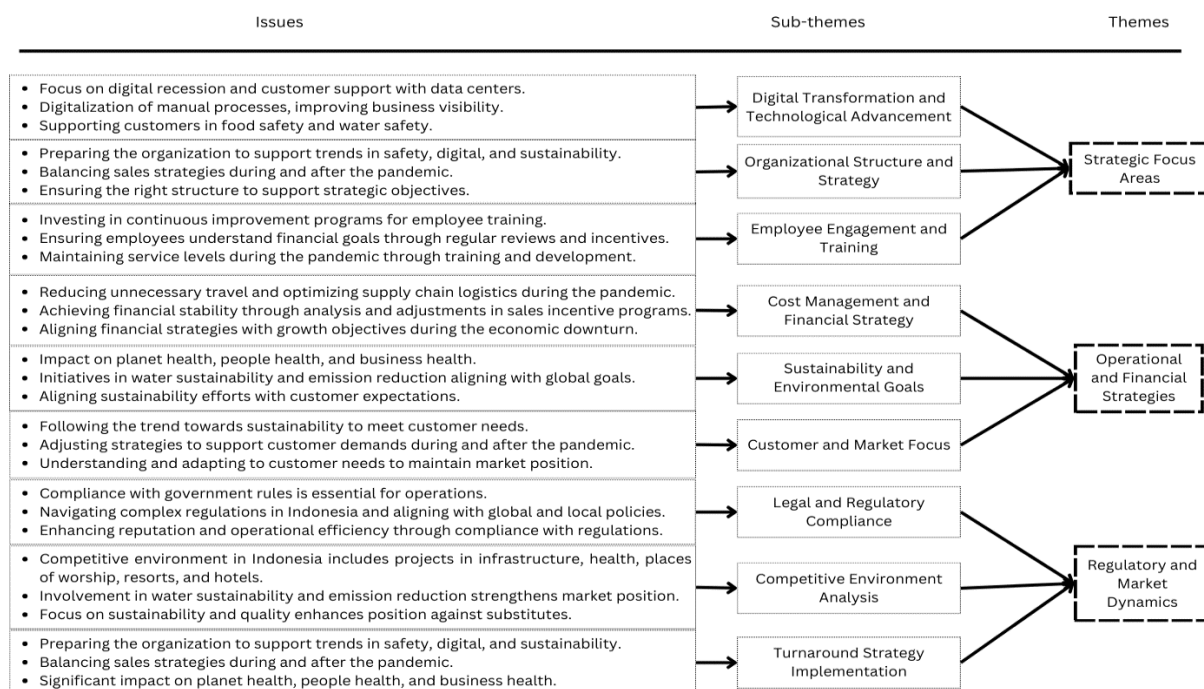 Issues
Sub-themes
Themes
• Focus on digital recession and customer support with data centers.
• Digitalization of manual processes, improving business visibility.
• Supporting customers in food safety and water safety.
Digital Transformation and
Technological Advancement
• Preparing the organization to support trends in safety, digital, and sustainability.
• Balancing sales strategies during and after the pandemic.
• Ensuring the right structure to support strategic objectives.
Organizational Structure and
Strategy
Strategic Focus
Areas
• Investing in continuous improvement programs for employee training.
• Ensuring employees understand financial goals through regular reviews and incentives.
• Maintaining service levels during the pandemic through training and development.
Employee Engagement and
Training
• Reducing unnecessary travel and optimizing supply chain logistics during the pandemic.
• Achieving financial stability through analysis and adjustments in sales incentive programs.
• Aligning financial strategies with growth objectives during the economic downturn.
Cost Management and
Financial Strategy
• Impact on planet health, people health, and business health.
• Initiatives in water sustainability and emission reduction aligning with global goals.
• Aligning sustainability efforts with customer expectations.
Sustainability and
Environmental Goals
Operational
and Financial
Strategies
• Following the trend towards sustainability to meet customer needs.
• Adjusting strategies to support customer demands during and after the pandemic.
• Understanding and adapting to customer needs to maintain market position.
Customer and Market Focus
• Compliance with government rules is essential for operations.
• Navigating complex regulations in Indonesia and aligning with global and local policies.
• Enhancing reputation and operational efficiency through compliance with regulations.
Legal and Regulatory
Compliance
• Competitive environment in Indonesia includes projects in infrastructure, health, places
of worship, resorts, and hotels.
• Involvement in water sustainability and emission reduction strengthens market position.
• Focus on sustainability and quality enhances position against substitutes.
Competitive Environment
Analysis
Regulatory and
Market
Dynamics
• Preparing the organization to support trends in safety, digital, and sustainability.
• Balancing sales strategies during and after the pandemic.
• Significant impact on planet health, people health, and business health.
Turnaround Strategy
Implementation